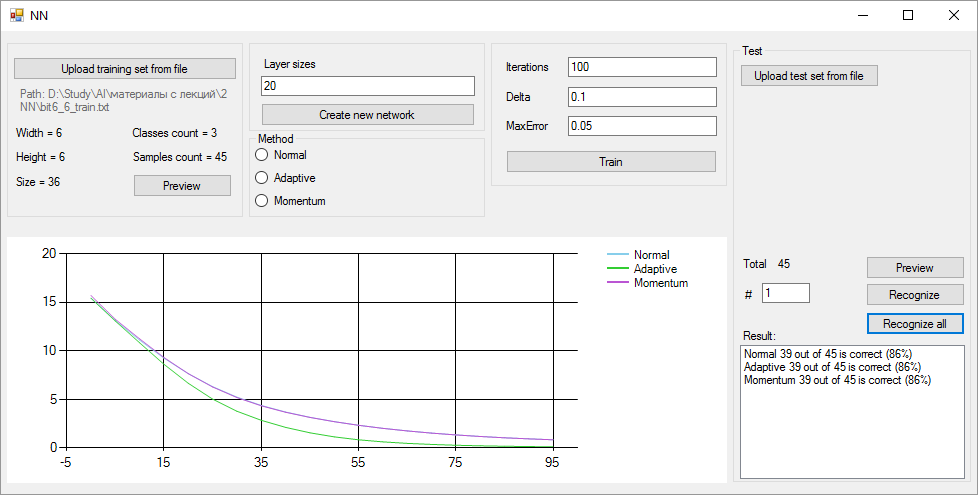 NN
Upload training set from file
Path: D:\Study\AI\материалы с лекций\2
NN\bit6_6_train.txt
Width = 6
Classes count = 3
Height = 6
Samples count = 45
Size = 36
Preview
Layer sizes
20
Create new network
Method
Normal
Adaptive
Momentum
Iterations
100
Delta
0.1
MaxError
0.05
Train
Test
Upload test set from file
Total 45
Preview
# 1
Recognize
Recognize all
Result:
Normal 39 out of 45 is correct (86%)
Adaptive 39 out of 45 is correct (86%)
Momentum 39 out of 45 is correct (86%)
20
15
10
5
0
-5 15 35 55 75 95
Normal
Adaptive
Momentum